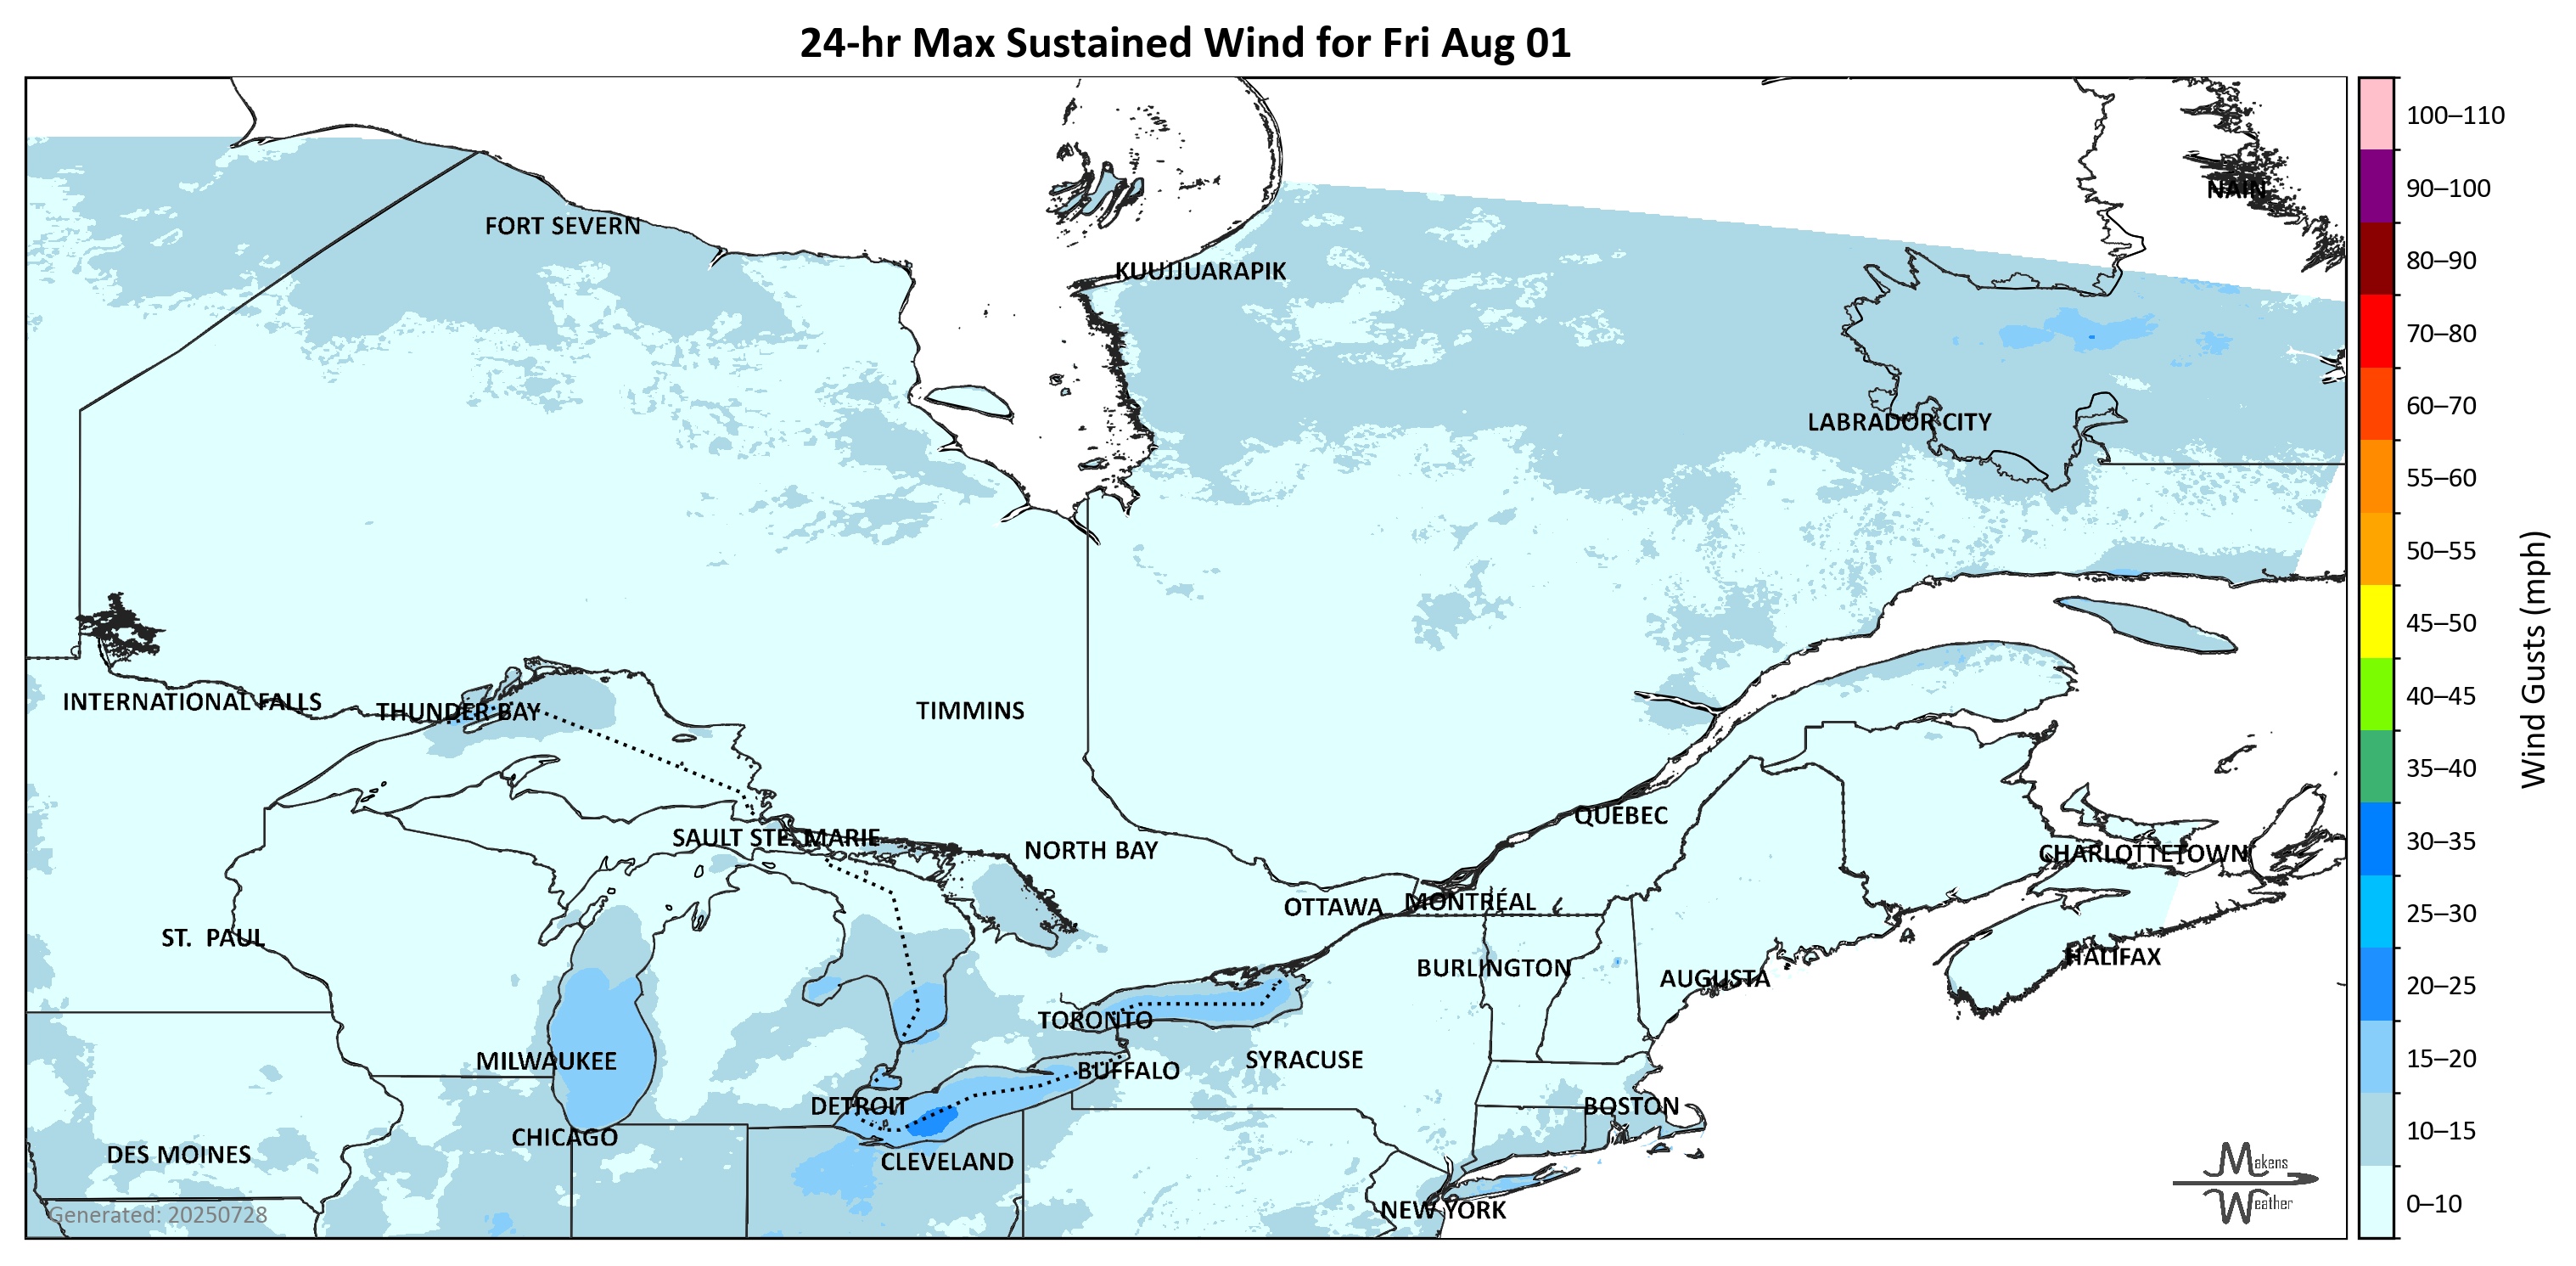 24-hr Max Sustained Wind for Fri Aug 01
100–110
90–100
NAIN
FORT SEVERN
80–90
KUUJJUARAPIK
70–80
60–70
LABRADOR CITY
55–60
50–55
45–50
Wind Gusts (mph)
40–45
INTERNATIONAL FALLS
THUNDER BAY
TIMMINS
35–40
QUÉBEC
30–35
SAULT STE. MARIE
NORTH BAY
CHARLOTTETOWN
OTTAWA
MONTRÉAL
25–30
ST. PAUL
HALIFAX
BURLINGTON
AUGUSTA
20–25
TORONTO
MILWAUKEE
SYRACUSE
15–20
BUFFALO
DETROIT
BOSTON
10–15
CHICAGO
DES MOINES
CLEVELAND
Makens
Weather
NEW YORK
0–10
Generated: 20250728